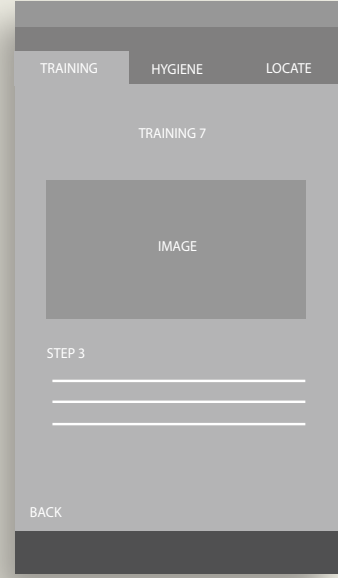 TRAINING HYGIENE LOCATE
TRAINING 7
IMAGE
STEP 3
BACK